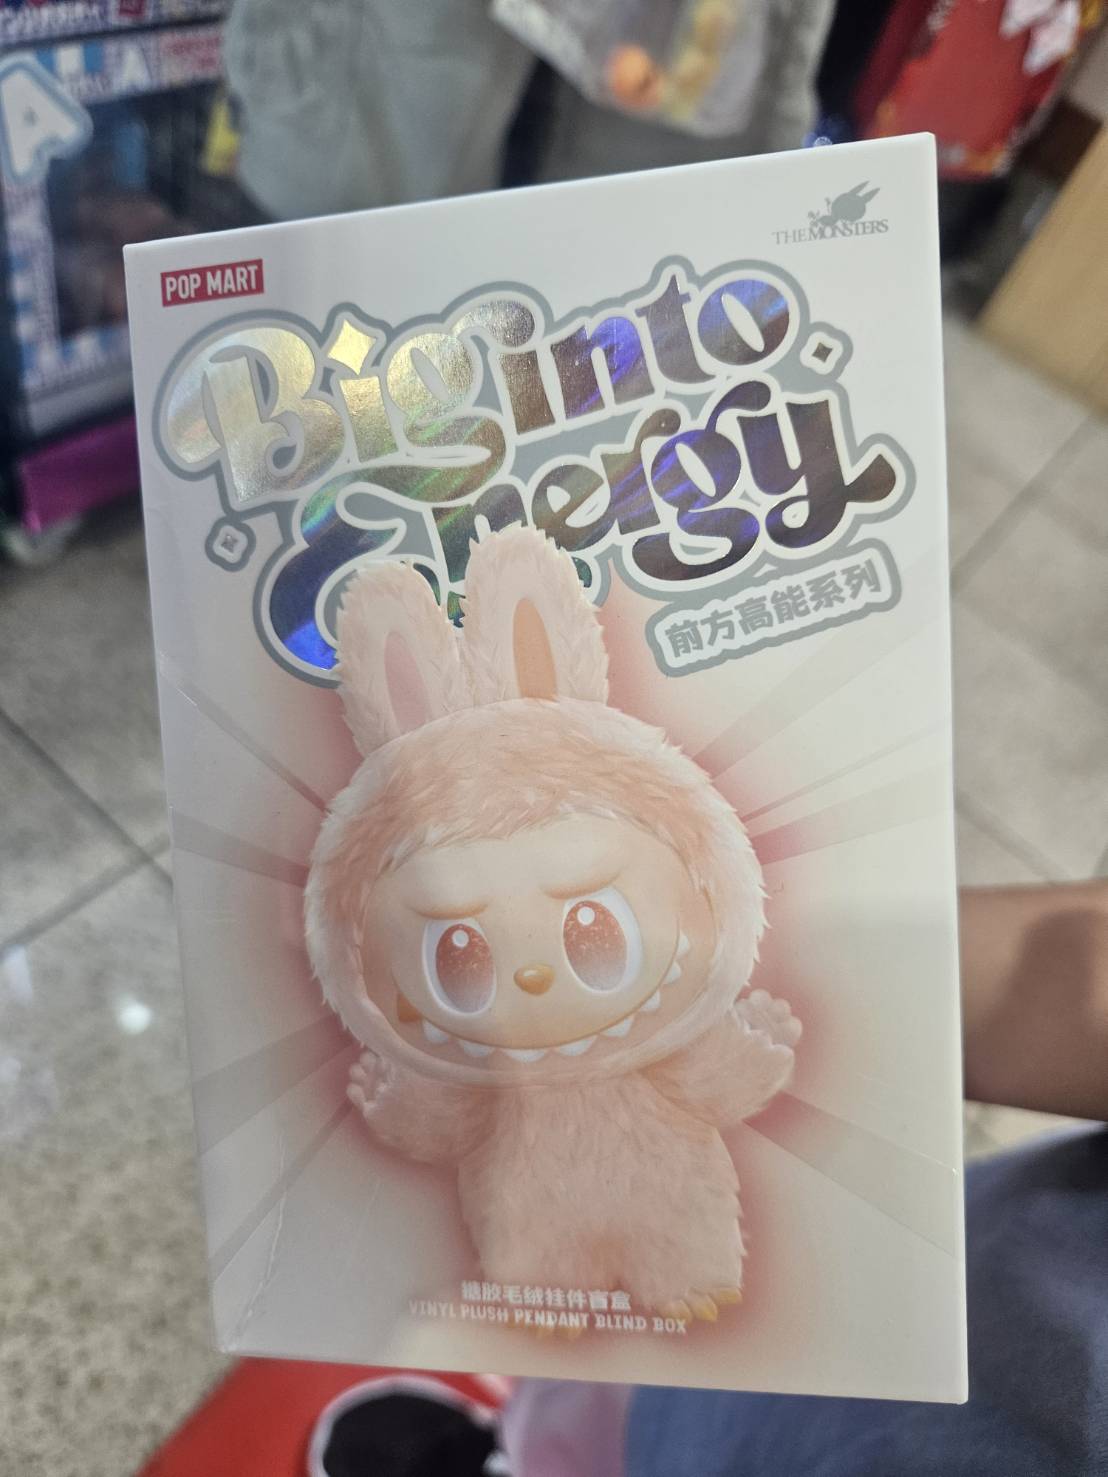 POP MART
THE MONSTERS
Big into
Energy
前方高能系列
搪胶毛绒挂件盲盒
VINYL PLUSH PENDANT BLIND BOX
A